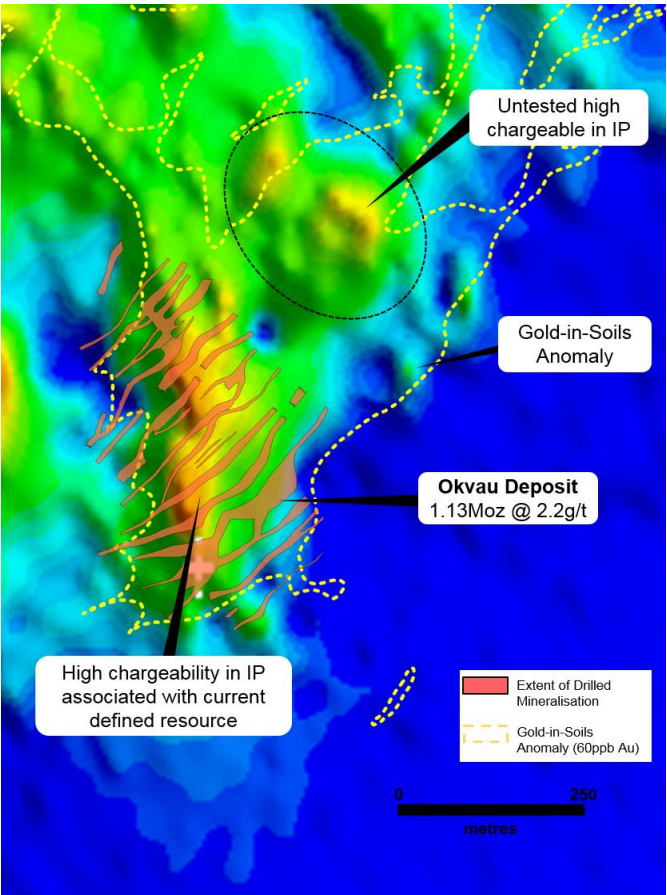 Untested high
chargeable in IP
Gold-in-Soils
Anomaly
Okvau Deposit
1.13Moz @ 2.2g/t
High chargeability in IP
associated with current
defined resource
Extent of Drilled
Mineralisation
Gold-in-Soils
Anomaly (60ppb Au)
0 250
metres